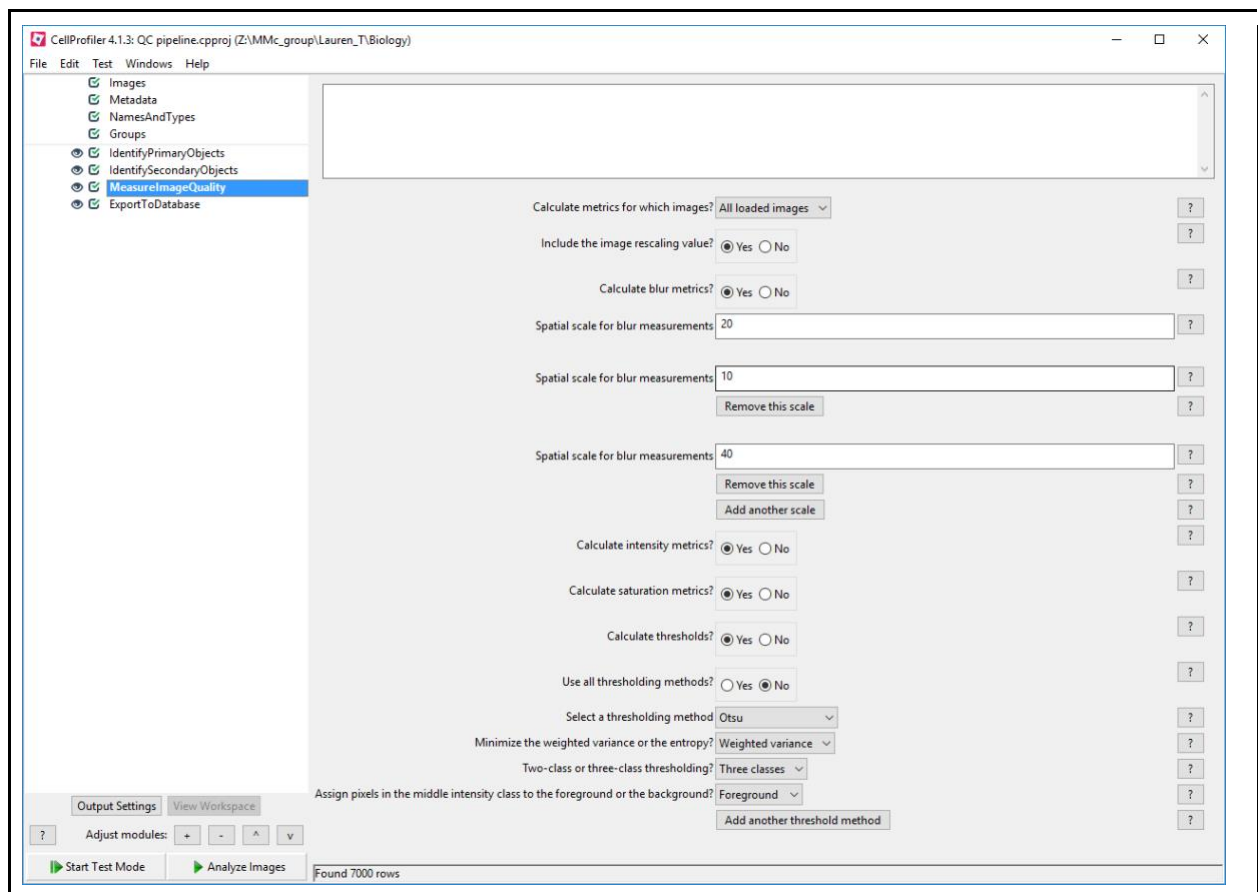 CellProfiler 4.1.3: QC pipeline.cpproj (Z:\MMc_group\Lauren_T\Biology)
File Edit Test Windows Help
Images
Metadata
NamesAndTypes
Groups
IdentifyPrimaryObjects
IdentifySecondaryObjects
MeasureImageQuality
ExportToDatabase
Calculate metrics for which images? All loaded images ?
?
Include the image rescaling value? Yes No
?
Calculate blur metrics? Yes No
Spatial scale for blur measurements 20 ?
Spatial scale for blur measurements 10 ?
Remove this scale ?
Spatial scale for blur measurements 40 ?
Remove this scale ?
Add another scale ?
?
Calculate intensity metrics? Yes No
?
Calculate saturation metrics? Yes No
?
Calculate thresholds? Yes No
?
Use all thresholding methods? Yes No
Select a thresholding method Otsu ?
Minimize the weighted variance or the entropy? Weighted variance ?
Two-class or three-class thresholding? Three classes ?
Assign pixels in the middle intensity class to the foreground or the background? Foreground ?
Add another threshold method ?
Output Settings View Workspace
? Adjust modules: + - ^ v
Start Test Mode Analyze Images
Found 7000 rows